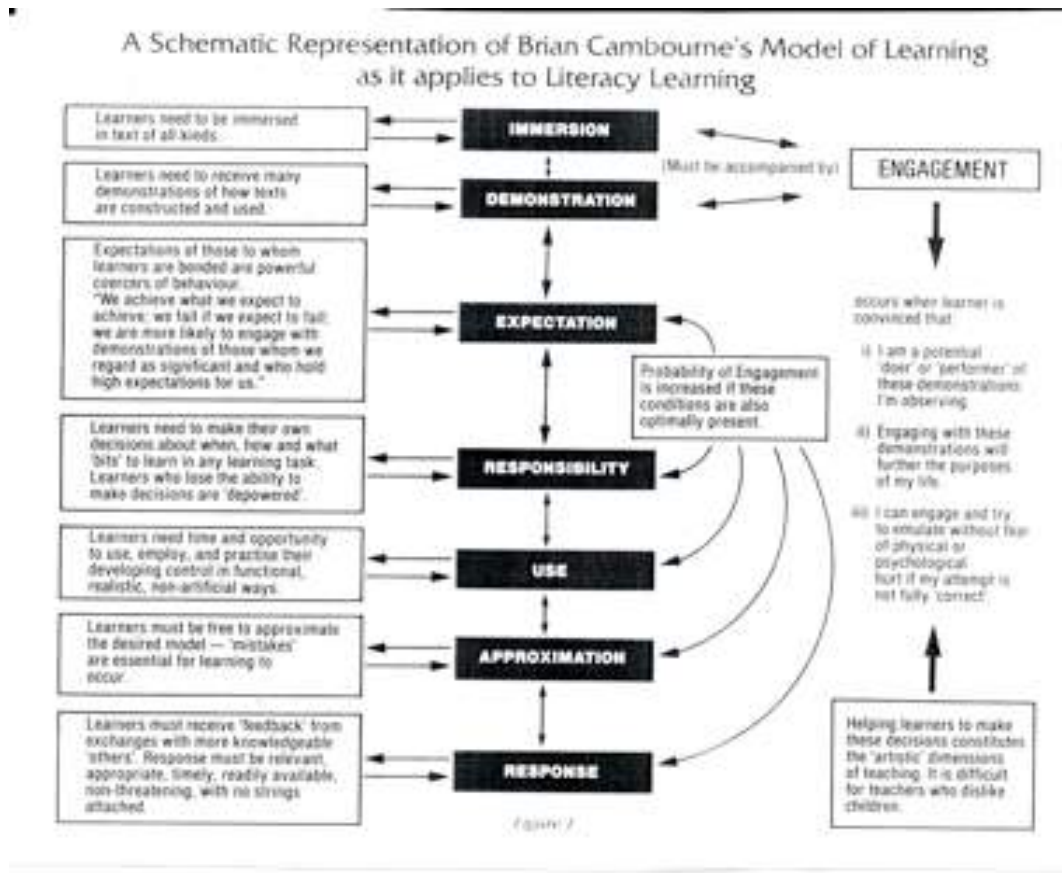 A Schematic Representation of Brian Cambourne's Model of Learning
as it applies to Literacy Learning
Learners need to be immersed
in text of all kinds.
IMMERSION
(Must be accompanied by)
ENGAGEMENT
Learners need to receive many
demonstrations of how texts
are constructed and used.
DEMONSTRATION
Expectations of those to whom
learners are bonded are powerful
coercers of behaviour.
"We achieve what we expect to
achieve; we fail if we expect to fail;
we are more likely to engage with
demonstrations of those whom we
regard as significant and who hold
high expectations for us."
EXPECTATION
Probability of Engagement
is increased if these
conditions are also
optimally present.
occurs when learner is
convinced that:
i) I am a potential
'doer' or 'performer' of
these demonstrations
I'm observing.
ii) Engaging with these
demonstrations will
further the purposes
of my life.
iii) I can engage and try
to emulate without fear
of physical or
psychological
hurt if my attempt is
not fully 'correct'.
Learners need to make their own
decisions about when, how and what
'bits' to learn in any learning task.
Learners who lose the ability to
make decisions are 'depowered'.
RESPONSIBILITY
Learners need time and opportunity
to use, employ, and practise their
developing control in functional,
realistic, non-artificial ways.
USE
Learners must be free to approximate
the desired model — 'mistakes'
are essential for learning to
occur.
APPROXIMATION
Learners must receive 'feedback' from
exchanges with more knowledgeable
'others'. Response must be relevant,
appropriate, timely, readily available,
non-threatening, with no strings
attached.
RESPONSE
Helping learners to make
these decisions constitutes
the 'artistic' dimensions
of teaching. It is difficult
for teachers who dislike
children.
Figure